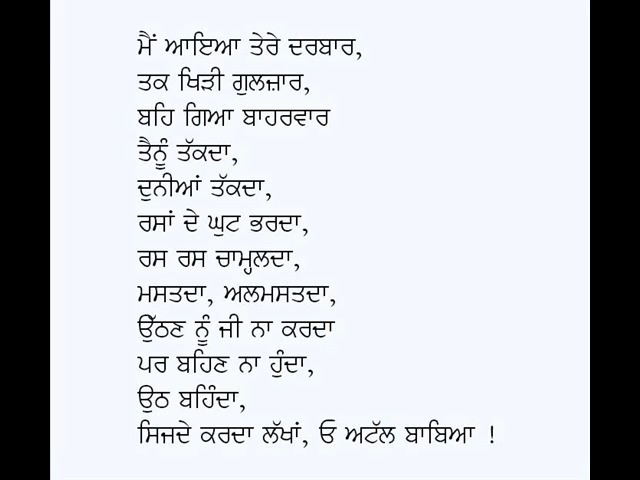 ਮੈਂ ਆਇਆ ਤੇਰੇ ਦਰਬਾਰ,
ਤਕ ਖਿੜੀ ਗੁਲਜ਼ਾਰ,
ਬਹਿ ਗਿਆ ਬਾਹਰਵਾਰ
ਤੈਨੂੰ ਤੱਕਦਾ,
ਦੁਨੀਆਂ ਤੱਕਦਾ,
ਰਸਾਂ ਦੇ ਘੁਟ ਭਰਦਾ,
ਰਸ ਰਸ ਚਾਮ੍ਹਲਦਾ,
ਮਸਤਦਾ, ਅਲਮਸਤਦਾ,
ਉੱਠਣ ਨੂੰ ਜੀ ਨਾ ਕਰਦਾ
ਪਰ ਬਹਿਣ ਨਾ ਹੁੰਦਾ,
ਉਠ ਬਹਿੰਦਾ,
ਸਿਜਦੇ ਕਰਦਾ ਲੱਖਾਂ, ਓ ਅਟੱਲ ਬਾਬਿਆ !